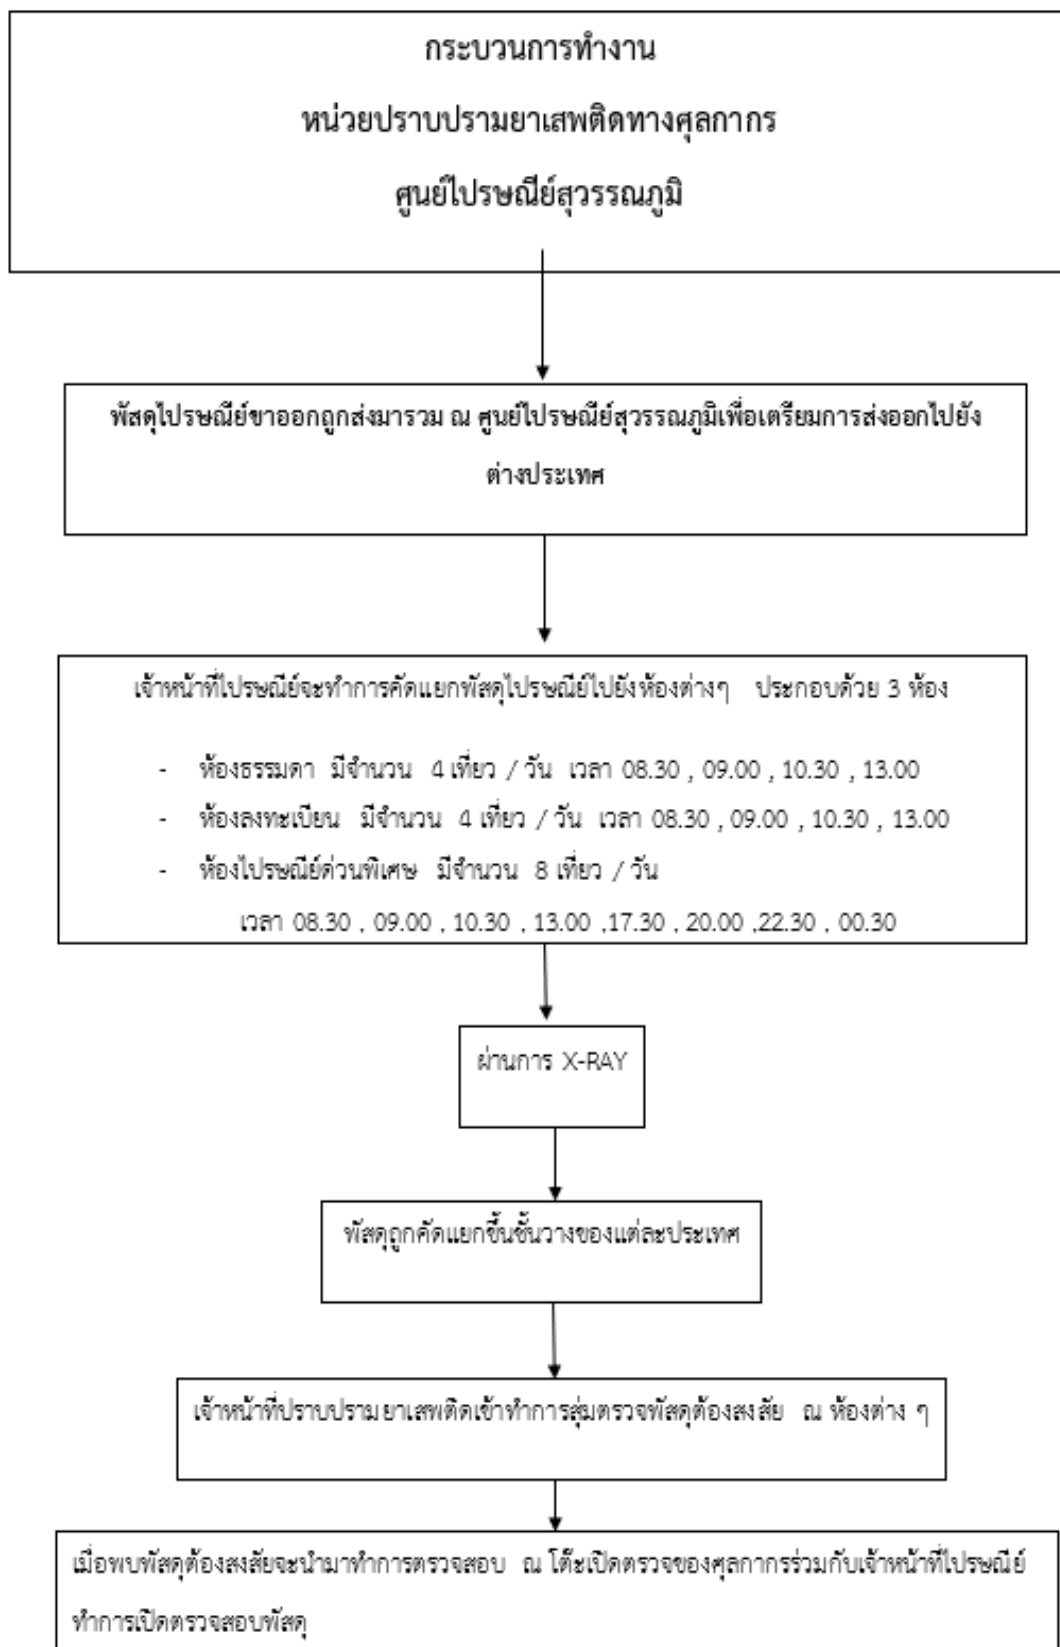 กระบวนการทำงาน
หน่วยปราบปรามยาเสพติดทางศุลกากร
ศูนย์ไปรษณีย์สุวรรณภูมิ
พัสดุไปรษณีย์ขาออกถูกส่งมารวม ณ ศูนย์ไปรษณีย์สุวรรณภูมิเพื่อเตรียมการส่งออกไปยัง
ต่างประเทศ
เจ้าหน้าที่ไปรษณีย์จะทำการคัดแยกพัสดุไปรษณีย์ไปยังห้องต่างๆ ประกอบด้วย 3 ห้อง
- ห้องธรรมดา มีจำนวน 4 เที่ยว / วัน เวลา 08.30 , 09.00 , 10.30 , 13.00
- ห้องลงทะเบียน มีจำนวน 4 เที่ยว / วัน เวลา 08.30 , 09.00 , 10.30 , 13.00
- ห้องไปรษณีย์ด่วนพิเศษ มีจำนวน 8 เที่ยว / วัน
เวลา 08.30 , 09.00 , 10.30 , 13.00 ,17.30 , 20.00 ,22.30 , 00.30
ผ่านการ X-RAY
พัสดุถูกคัดแยกขึ้นชั้นวางของแต่ละประเทศ
เจ้าหน้าที่ปราบปรามยาเสพติดเข้าทำการสุ่มตรวจพัสดุต้องสงสัย ณ ห้องต่าง ๆ
เมื่อพบพัสดุต้องสงสัยจะนำมาทำการตรวจสอบ ณ โต๊ะเปิดตรวจของศุลกากรร่วมกับเจ้าหน้าที่ไปรษณีย์
ทำการเปิดตรวจสอบพัสดุ